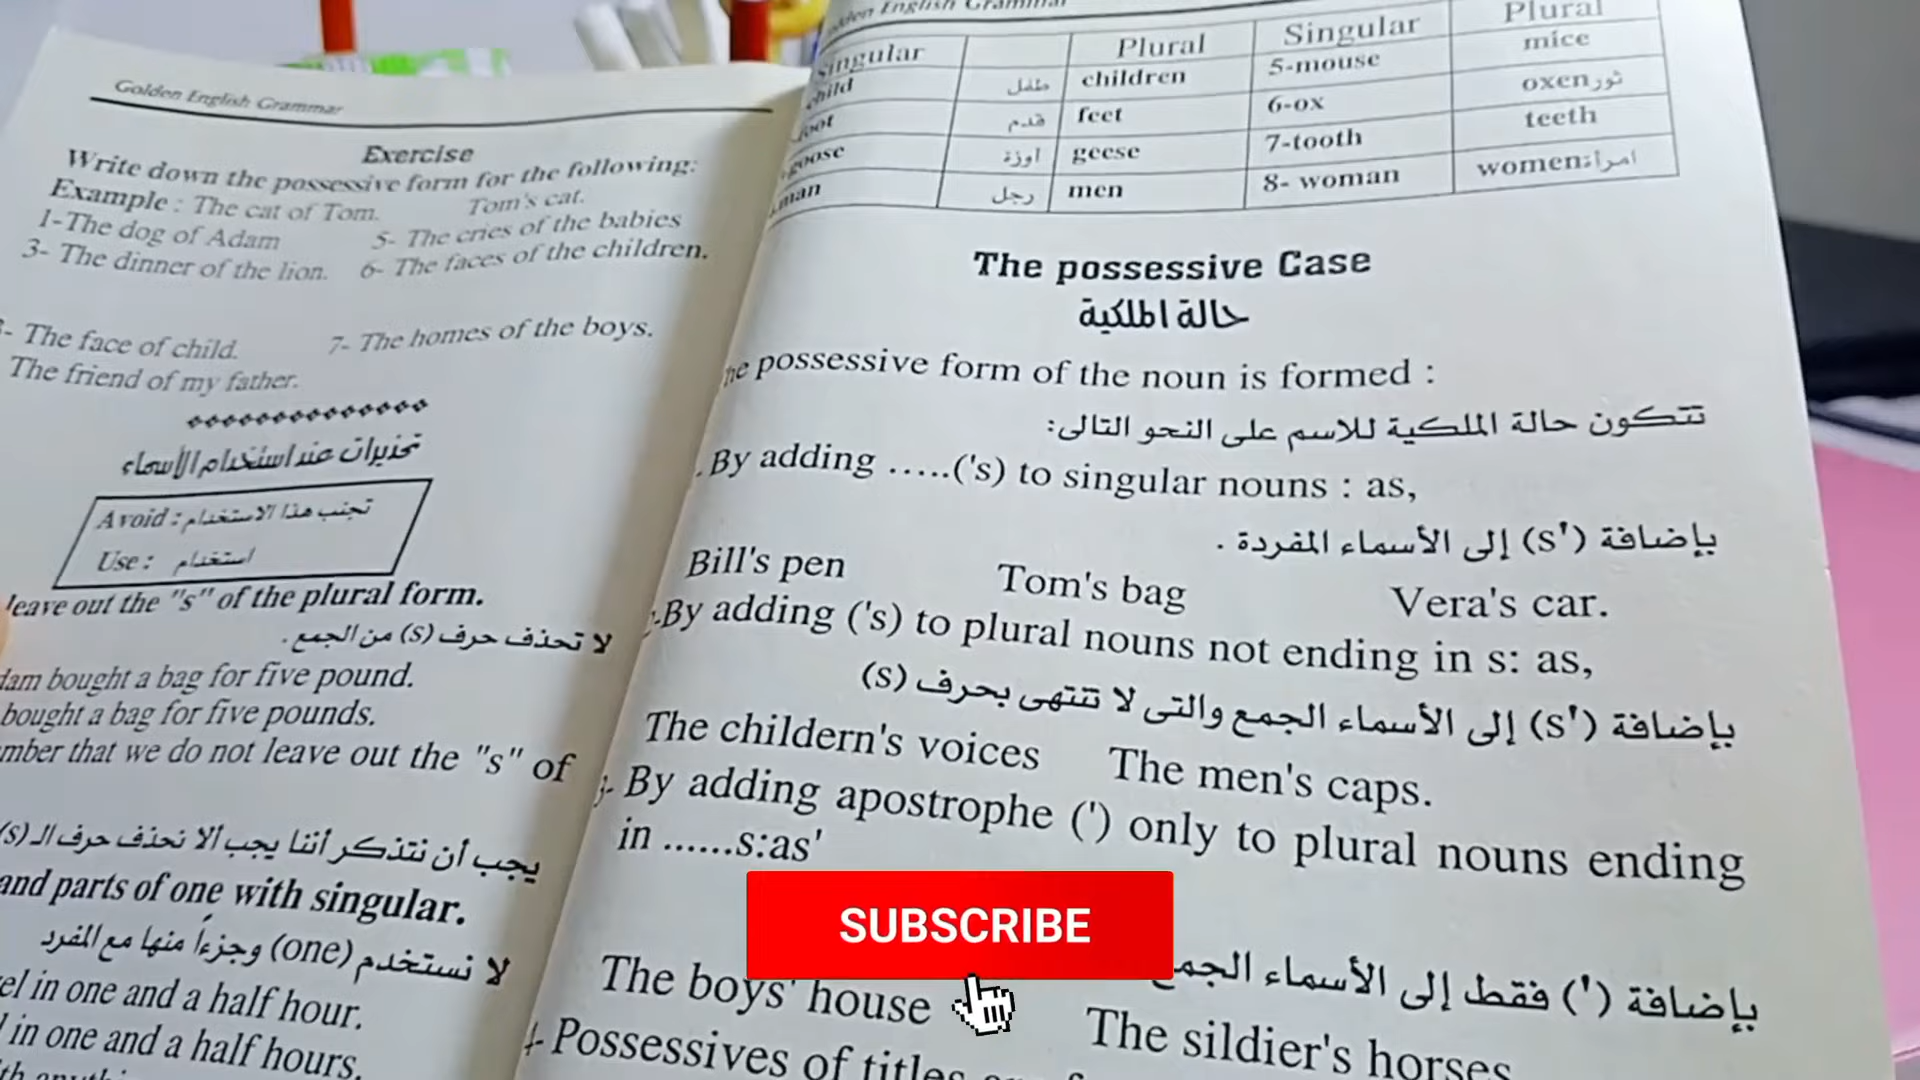 Golden English Grammar
Exercise
Write down the possessive form for the following:
Example : The cat of Tom. Tom's cat.
1-The dog of Adam 5- The cries of the babies
3- The dinner of the lion. 6- The faces of the children.
- The face of child. 7- The homes of the boys.
The friend of my father.
تحذيرات عند استخدام الأسماء
Avoid : تجنب هذا الاستخدام
Use : استخدام
leave out the "s" of the plural form.
لا تحذف حرف (s) من الجمع .
bought a bag for five pound.
bought a bag for five pounds.
that we do not leave out the "s" of
يجب أن نتذكر أننا يجب ألا نحذف حرف الـ (s)
and parts of one with singular.
لا نستخدم (one) وجزءاً منها مع المفرد
in one and a half hour.
in one and a half hours.
English Grammar
Singular Plural Singular Plural
child طفل children 5-mouse mice
foot قدم feet 6-ox oxen ثور
goose أوزة geese 7-tooth teeth
man رجل men 8- woman women امرأة
The possessive Case
حالة الملكية
possessive form of the noun is formed :
تتكون حالة الملكية للاسم على النحو التالى:
By adding .....('s) to singular nouns : as,
بإضافة (s') إلى الأسماء المفردة .
Bill's pen Tom's bag Vera's car.
By adding ('s) to plural nouns not ending in s: as,
بإضافة (s') إلى الأسماء الجمع والتى لا تنتهى بحرف (s)
The childern's voices The men's caps.
By adding apostrophe (') only to plural nouns ending
in ......s:as'
بإضافة (') فقط إلى الأسماء الجمع
SUBSCRIBE
The boys' house The sildier's horses
4- Possessives of titles